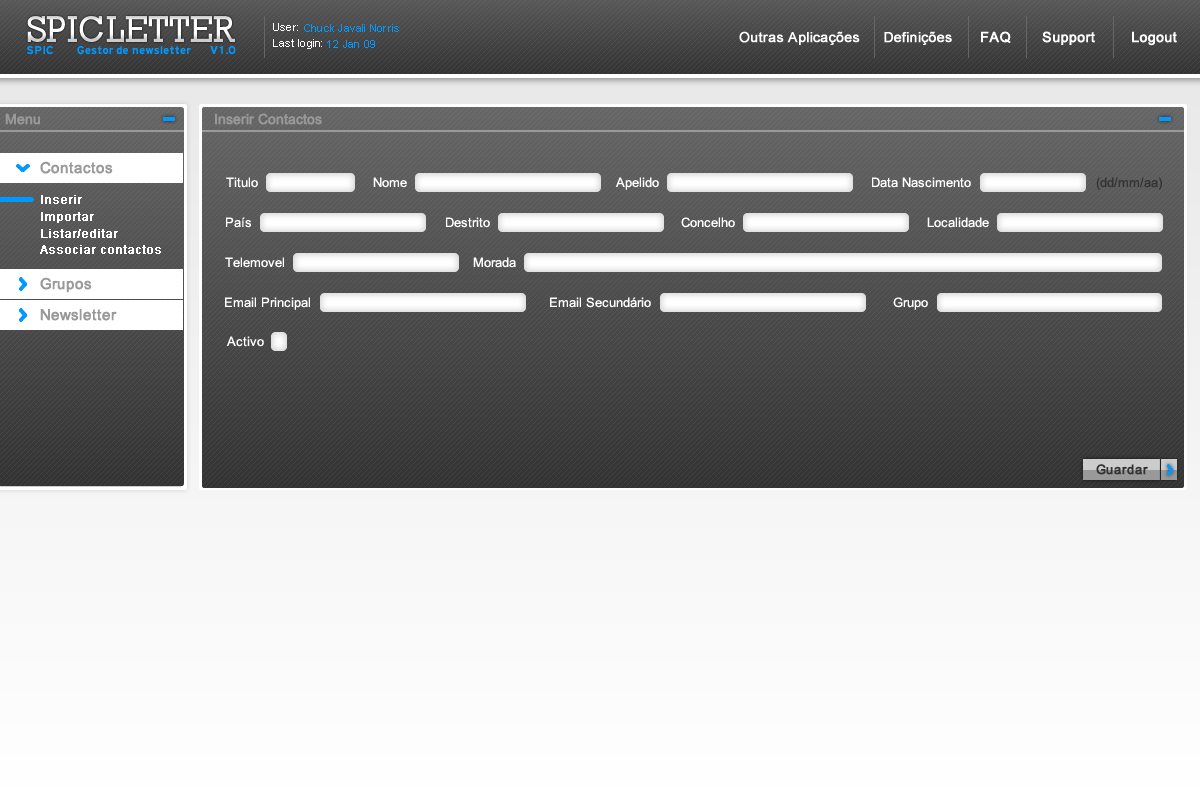 SPICLETTER
SPIC Gestor de newsletter V1.0
User: Chuck Javali Norris
Last login: 12 Jan 09
Outras Aplicações Definições FAQ Support Logout
Menu
Contactos
Inserir
Importar
Listar/editar
Associar contactos
Grupos
Newsletter
Inserir Contactos
Titulo Nome Apelido Data Nascimento (dd/mm/aa)
País Destrito Concelho Localidade
Telemovel Morada
Email Principal Email Secundário Grupo
Activo
Guardar